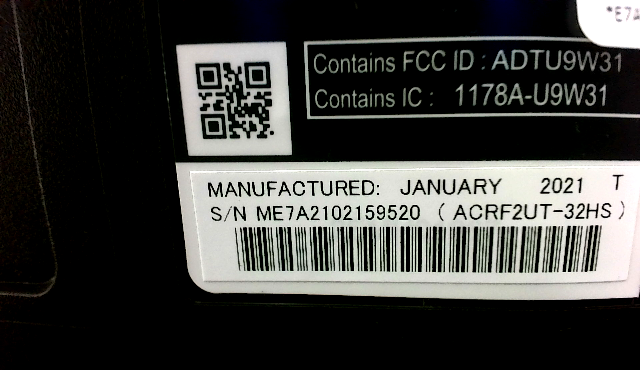 *E7A
Contains FCC ID : ADTU9W31
Contains IC : 1178A-U9W31
MANUFACTURED: JANUARY 2021 T
S/N ME7A2102159520 ( ACRF2UT-32HS )